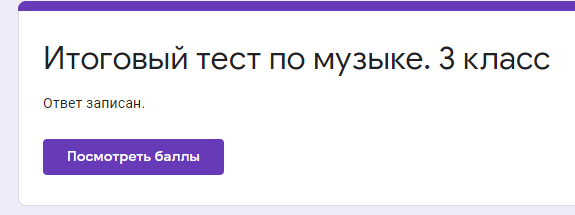 Итоговый тест по музыке. 3 класс
Ответ записан.
Посмотреть баллы